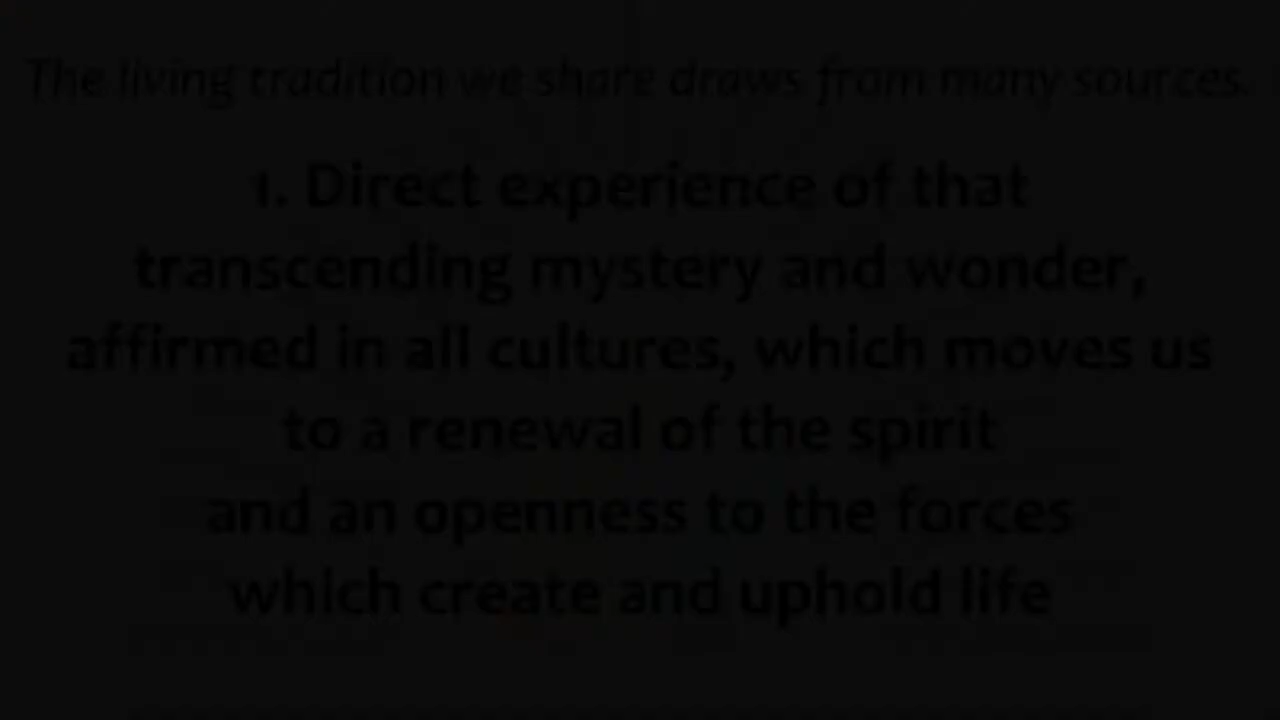 The living tradition we share draws from many sources.
1. Direct experience of that
transcending mystery and wonder,
affirmed in all cultures, which moves us
to a renewal of the spirit
and an openness to the forces
which create and uphold life